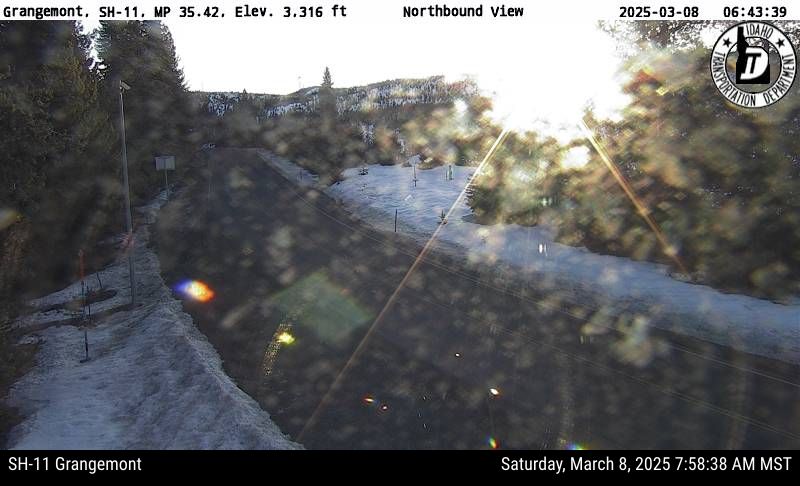 Grangemont, SH-11, MP 35.42, Elev. 3,316 ft Northbound View 2025-03-08 06:43:39
IDAHO
TRANSPORTATION DEPARTMENT
SH-11 Grangemont Saturday, March 8, 2025 7:58:38 AM MST